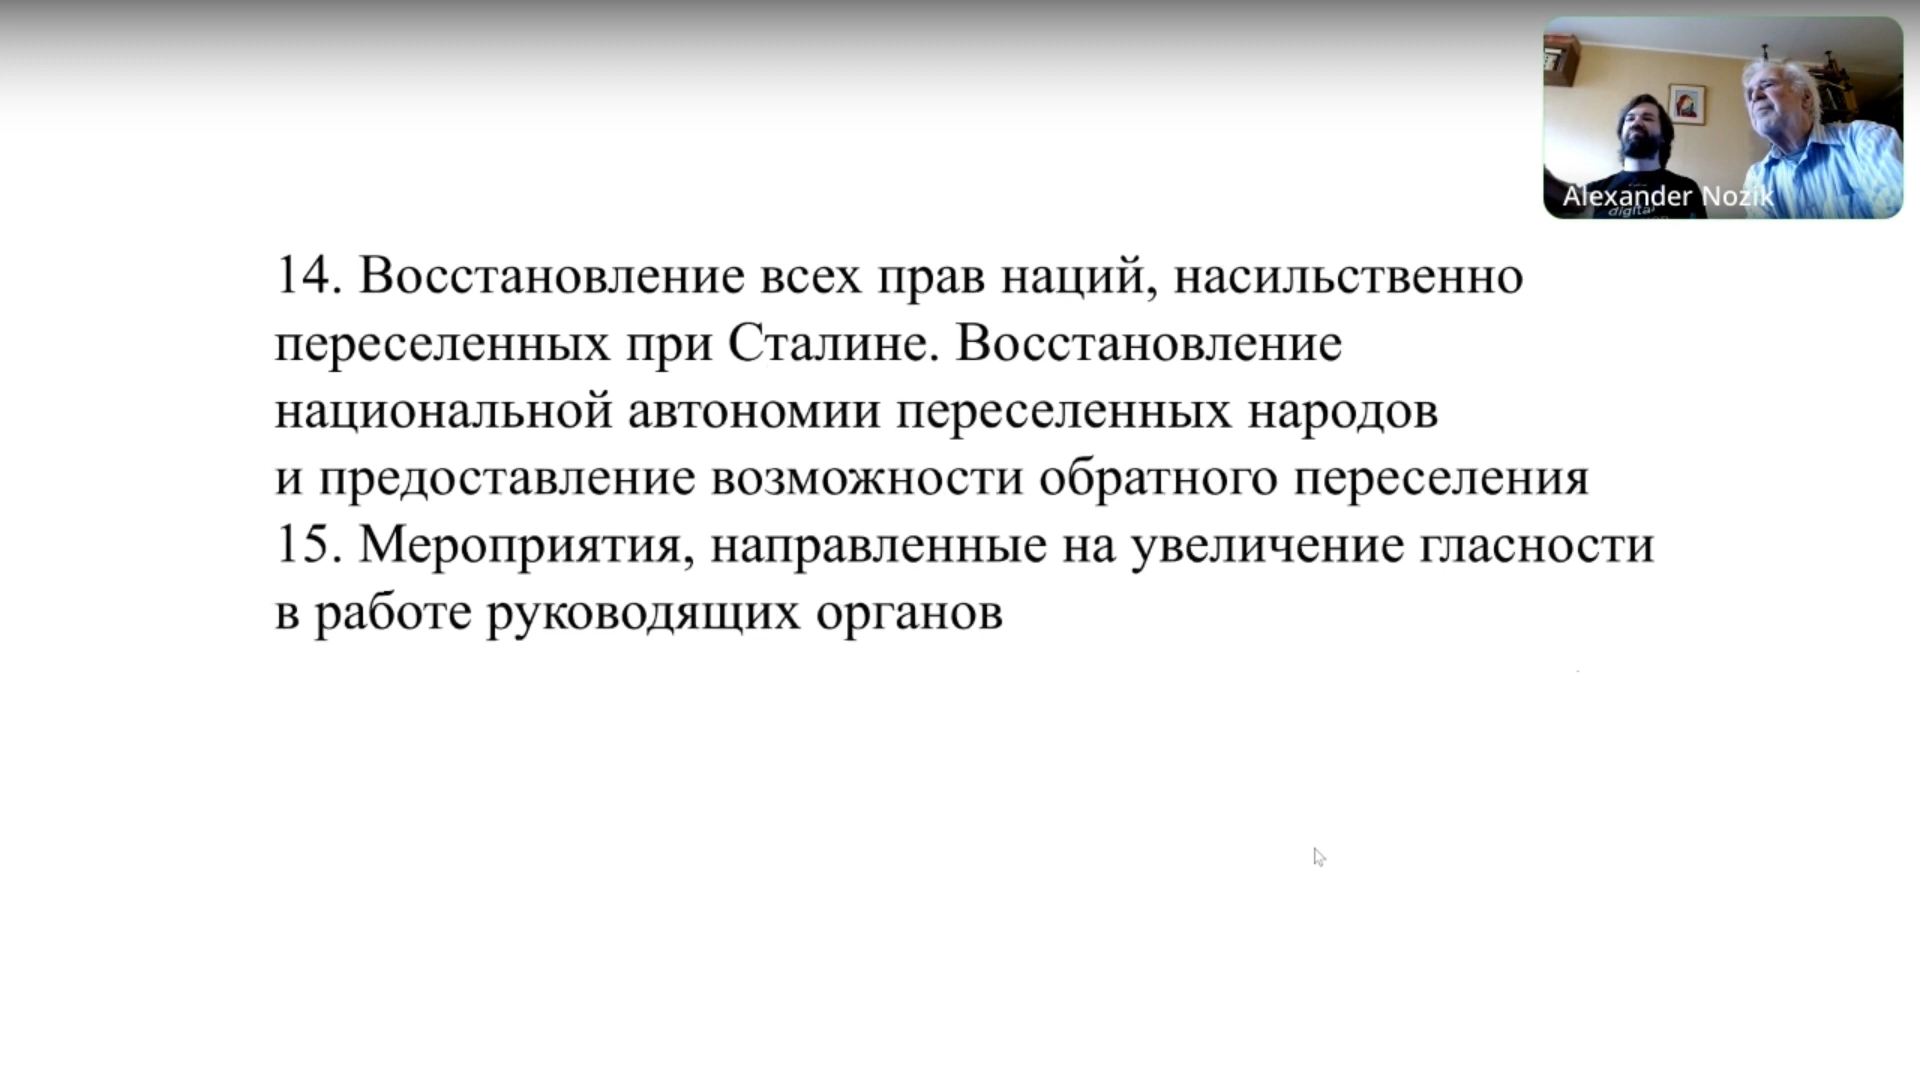 Alexander Nozik
digital
14. Восстановление всех прав наций, насильственно
переселенных при Сталине. Восстановление
национальной автономии переселенных народов
и предоставление возможности обратного переселения
15. Мероприятия, направленные на увеличение гласности
в работе руководящих органов